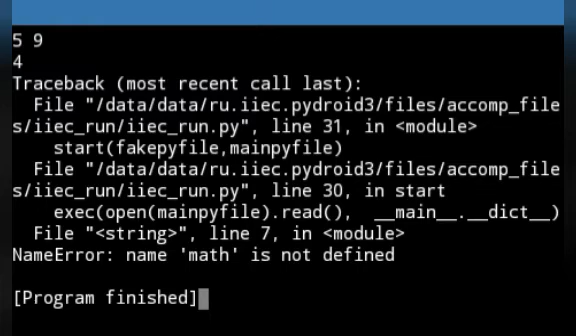 5 9
4
Traceback (most recent call last):
  File "/data/data/ru.iiec.pydroid3/files/accomp_file
s/iiec_run/iiec_run.py", line 31, in <module>
    start(fakepyfile,mainpyfile)
  File "/data/data/ru.iiec.pydroid3/files/accomp_file
s/iiec_run/iiec_run.py", line 30, in start
    exec(open(mainpyfile).read(),  __main__.__dict__)
  File "<string>", line 7, in <module>
NameError: name 'math' is not defined

[Program finished]